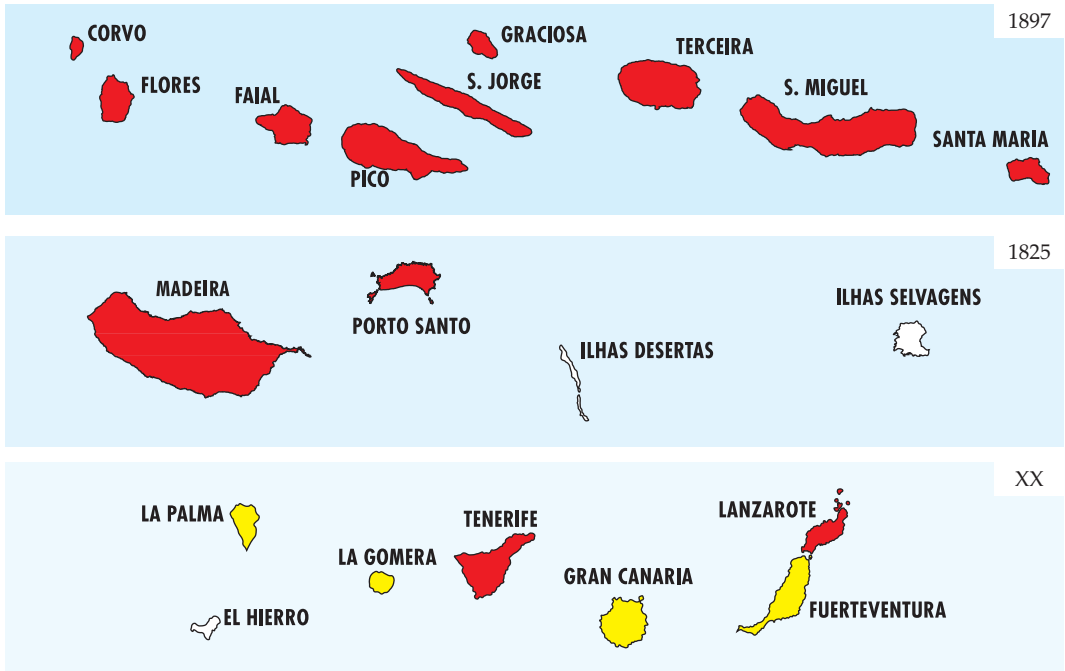 1897
CORVO
GRACIOSA
TERCEIRA
FLORES
S. JORGE
FAIAL
S. MIGUEL
SANTA MARIA
PICO
1825
MADEIRA
ILHAS SELVAGENS
PORTO SANTO
ILHAS DESERTAS
XX
LA PALMA
TENERIFE
LANZAROTE
LA GOMERA
GRAN CANARIA
EL HIERRO
FUERTEVENTURA